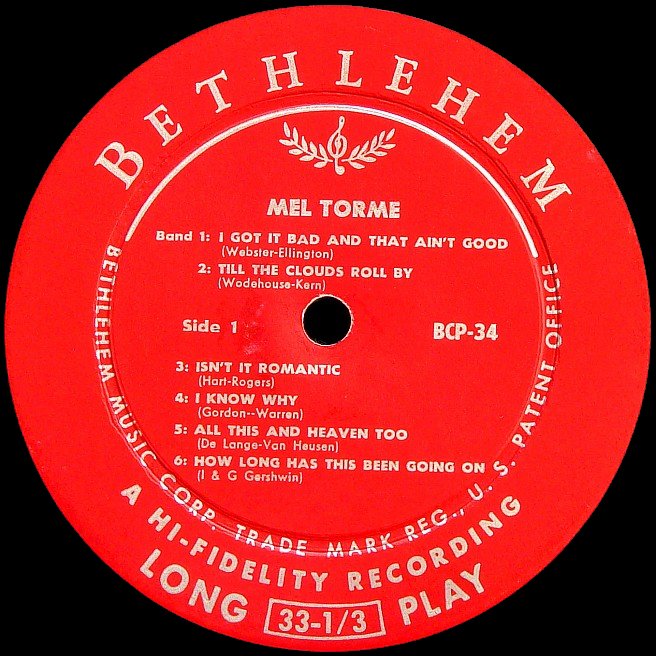 BETHLEHEM
MEL TORME
Band 1: I GOT IT BAD AND THAT AIN'T GOOD
(Webster-Ellington)
2: TILL THE CLOUDS ROLL BY
(Wodehouse-Kern)
Side 1
BCP-34
3: ISN'T IT ROMANTIC
(Hart-Rogers)
4: I KNOW WHY
(Gordon--Warren)
5: ALL THIS AND HEAVEN TOO
(De Lange-Van Heusen)
6: HOW LONG HAS THIS BEEN GOING ON
(I & G Gershwin)
BETHLEHEM MUSIC CORP. TRADE MARK REG., U. S. PATENT OFFICE
A HI-FIDELITY RECORDING
LONG 33-1/3 PLAY